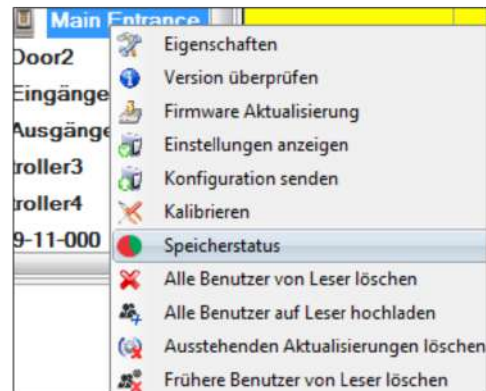 Main Entrance
Door2
Eingänge
Ausgänge
troller3
troller4
9-11-000
Eigenschaften
Version überprüfen
Firmware Aktualisierung
Einstellungen anzeigen
Konfiguration senden
Kalibrieren
Speicherstatus
Alle Benutzer von Leser löschen
Alle Benutzer auf Leser hochladen
Ausstehenden Aktualisierungen löschen
Frühere Benutzer von Leser löschen